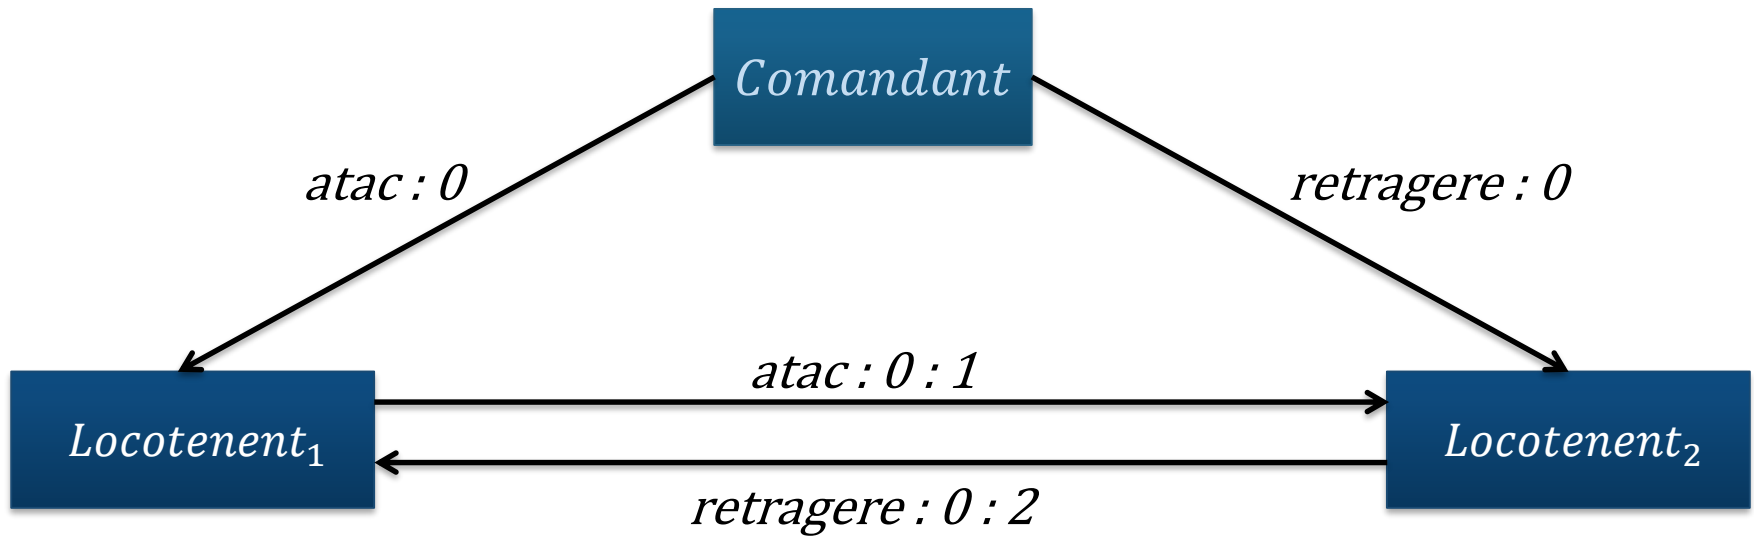 Comandant
atac : 0
retragere : 0
atac : 0 : 1
Locotenent₁
Locotenent₂
retragere : 0 : 2